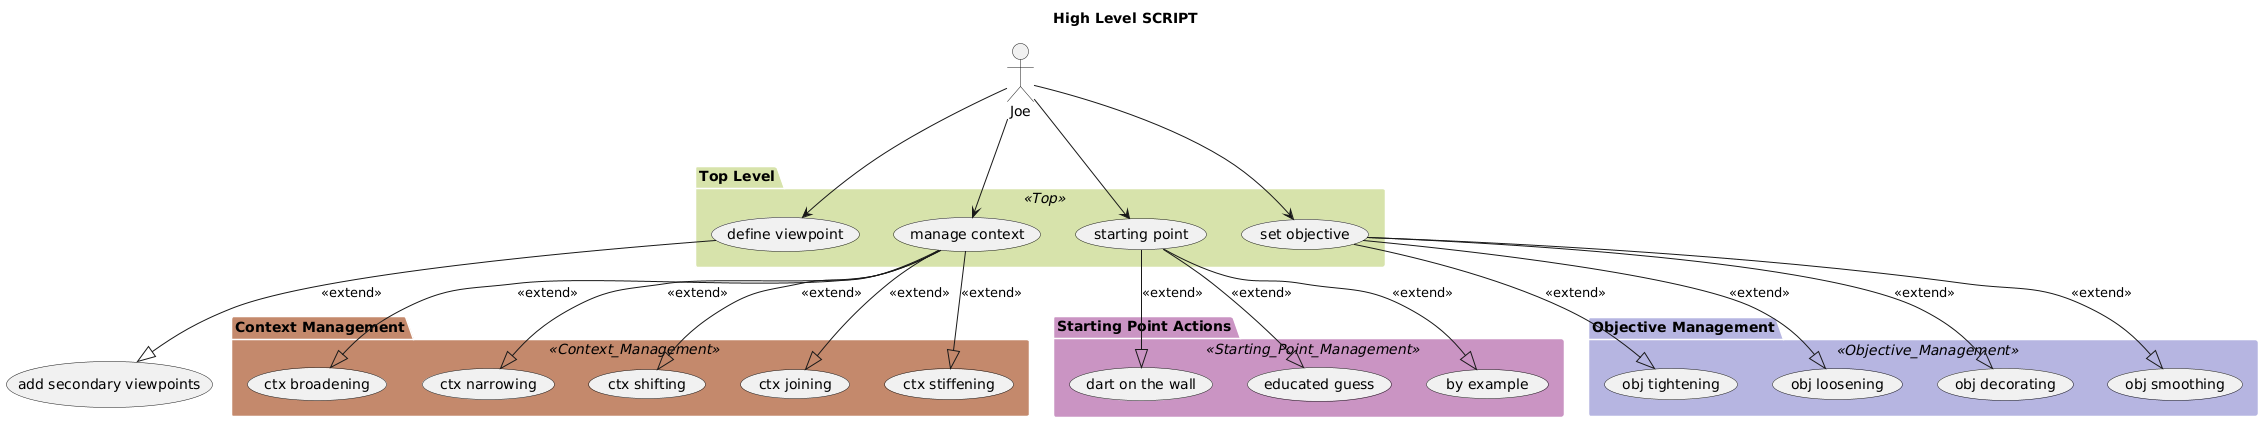 High Level SCRIPT
Joe
Top Level
«Top»
define viewpoint
manage context
starting point
set objective
«extend»
«extend»
«extend»
«extend»
«extend»
«extend»
«extend»
«extend»
«extend»
«extend»
«extend»
«extend»
«extend»
Context Management
Starting Point Actions
Objective Management
«Context_Management»
«Starting_Point_Management»
«Objective_Management»
add secondary viewpoints
ctx broadening
ctx narrowing
ctx shifting
ctx joining
ctx stiffening
dart on the wall
educated guess
by example
obj tightening
obj loosening
obj decorating
obj smoothing